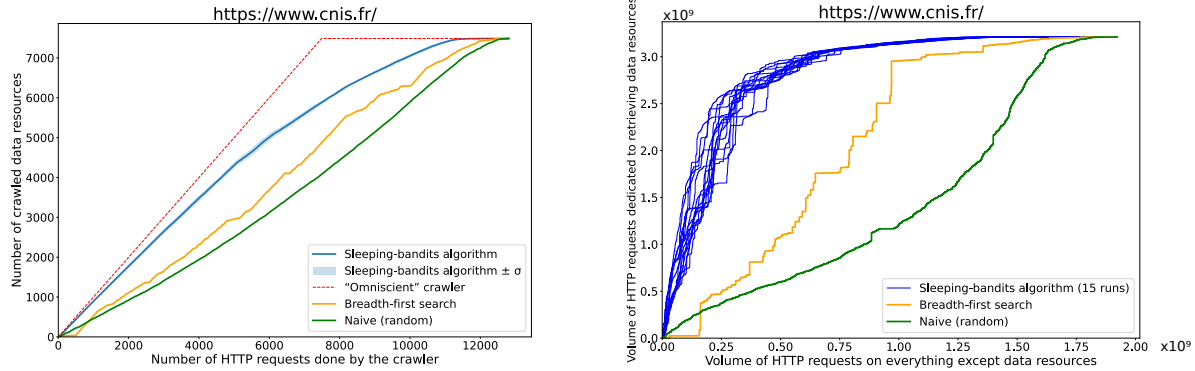 https://www.cnis.fr/
Number of crawled data resources
7000
6000
5000
4000
3000
2000
1000
0
Sleeping-bandits algorithm
Sleeping-bandits algorithm ± σ
“Omniscient” crawler
Breadth-first search
Naive (random)
0 2000 4000 6000 8000 10000 12000
Number of HTTP requests done by the crawler
https://www.cnis.fr/
x10⁹
Volume of HTTP requests dedicated to retrieving data resources
3.0
2.5
2.0
1.5
1.0
0.5
0.0
Sleeping-bandits algorithm (15 runs)
Breadth-first search
Naive (random)
0.00 0.25 0.50 0.75 1.00 1.25 1.50 1.75 2.00
x10⁹
Volume of HTTP requests on everything except data resources